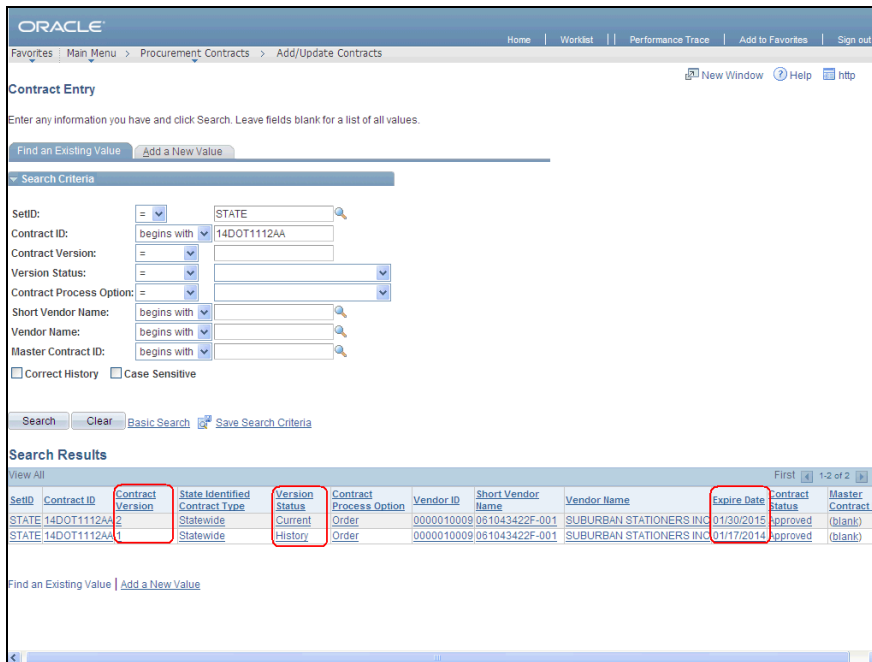 ORACLE
Home | Worklist | | Performance Trace | Add to Favorites | Sign out
Favorites | Main Menu > Procurement Contracts > Add/Update Contracts
New Window ? Help http
Contract Entry
Enter any information you have and click Search. Leave fields blank for a list of all values.
Find an Existing Value Add a New Value
Search Criteria
SetID: = STATE
Contract ID: begins with 14DOT1112AA
Contract Version: =
Version Status: =
Contract Process Option: =
Short Vendor Name: begins with
Vendor Name: begins with
Master Contract ID: begins with
Correct History Case Sensitive
Search Clear Basic Search Save Search Criteria
Search Results
View All First 1-2 of 2
SetID Contract ID Contract Version State Identified Contract Type Version Status Contract Process Option Vendor ID Short Vendor Name Vendor Name Expire Date Contract Status Master Contract
STATE 14DOT1112AA 2 Statewide Current Order 0000010009 061043422F-001 SUBURBAN STATIONERS INC 01/30/2015 Approved (blank)
STATE 14DOT1112AA 1 Statewide History Order 0000010009 061043422F-001 SUBURBAN STATIONERS INC 01/17/2014 Approved (blank)
Find an Existing Value | Add a New Value